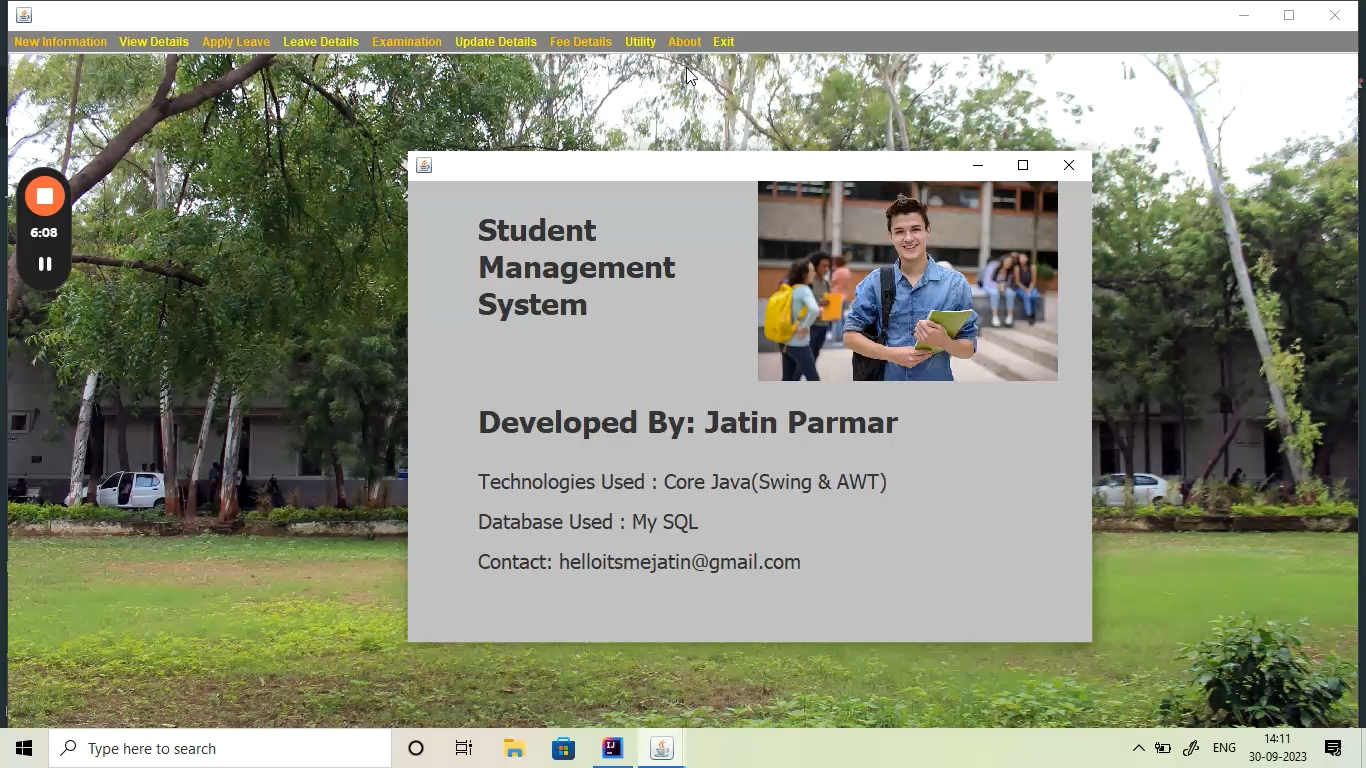 New Information View Details Apply Leave Leave Details Examination Update Details Fee Details Utility About Exit
6:08
Student
Management
System
Developed By: Jatin Parmar
Technologies Used : Core Java(Swing & AWT)
Database Used : My SQL
Contact: helloitsmejatin@gmail.com
Type here to search
IJ
ENG
14:11
30-09-2023